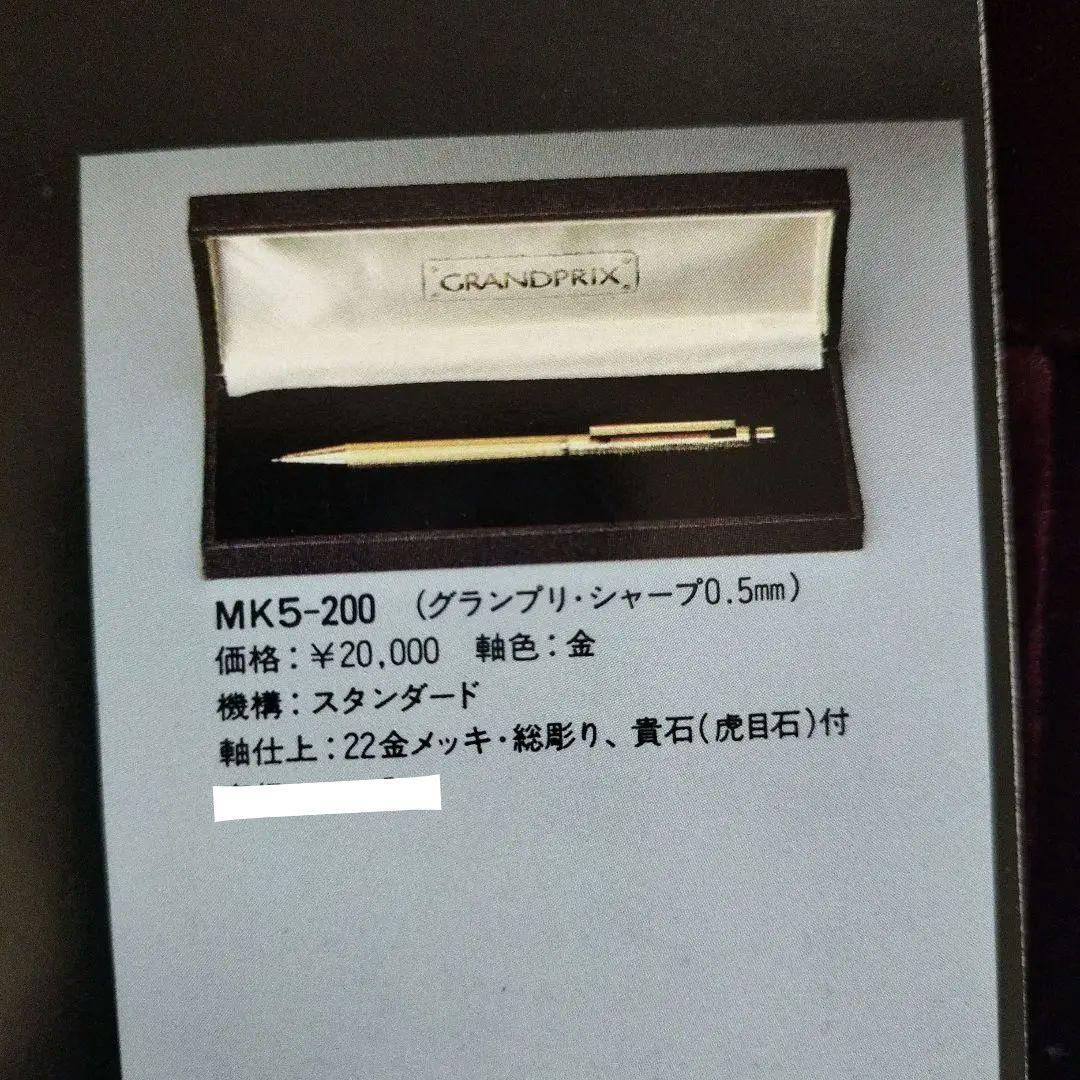 GRANDPRIX
MK5-200 (グランプリ・シャープ0.5mm)
価格：￥20,000 軸色：金
機構：スタンダード
軸仕上：22金メッキ・総彫り、貴石(虎目石)付